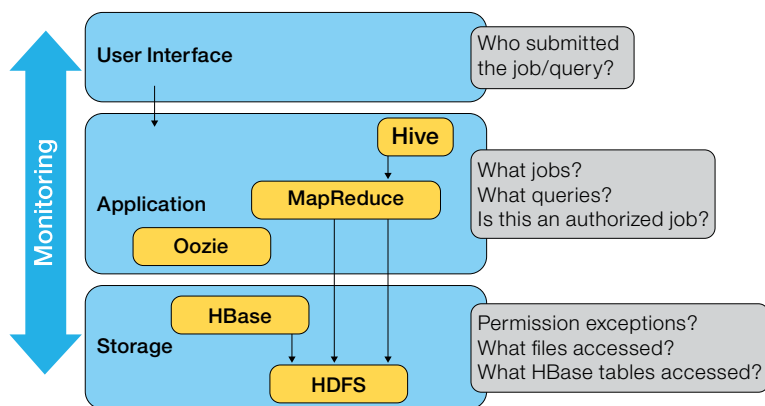 User Interface
Who submitted
the job/query?
Monitoring
Hive
What jobs?
What queries?
Is this an authorized job?
MapReduce
Application
Oozie
HBase
Storage
HDFS
Permission exceptions?
What files accessed?
What HBase tables accessed?